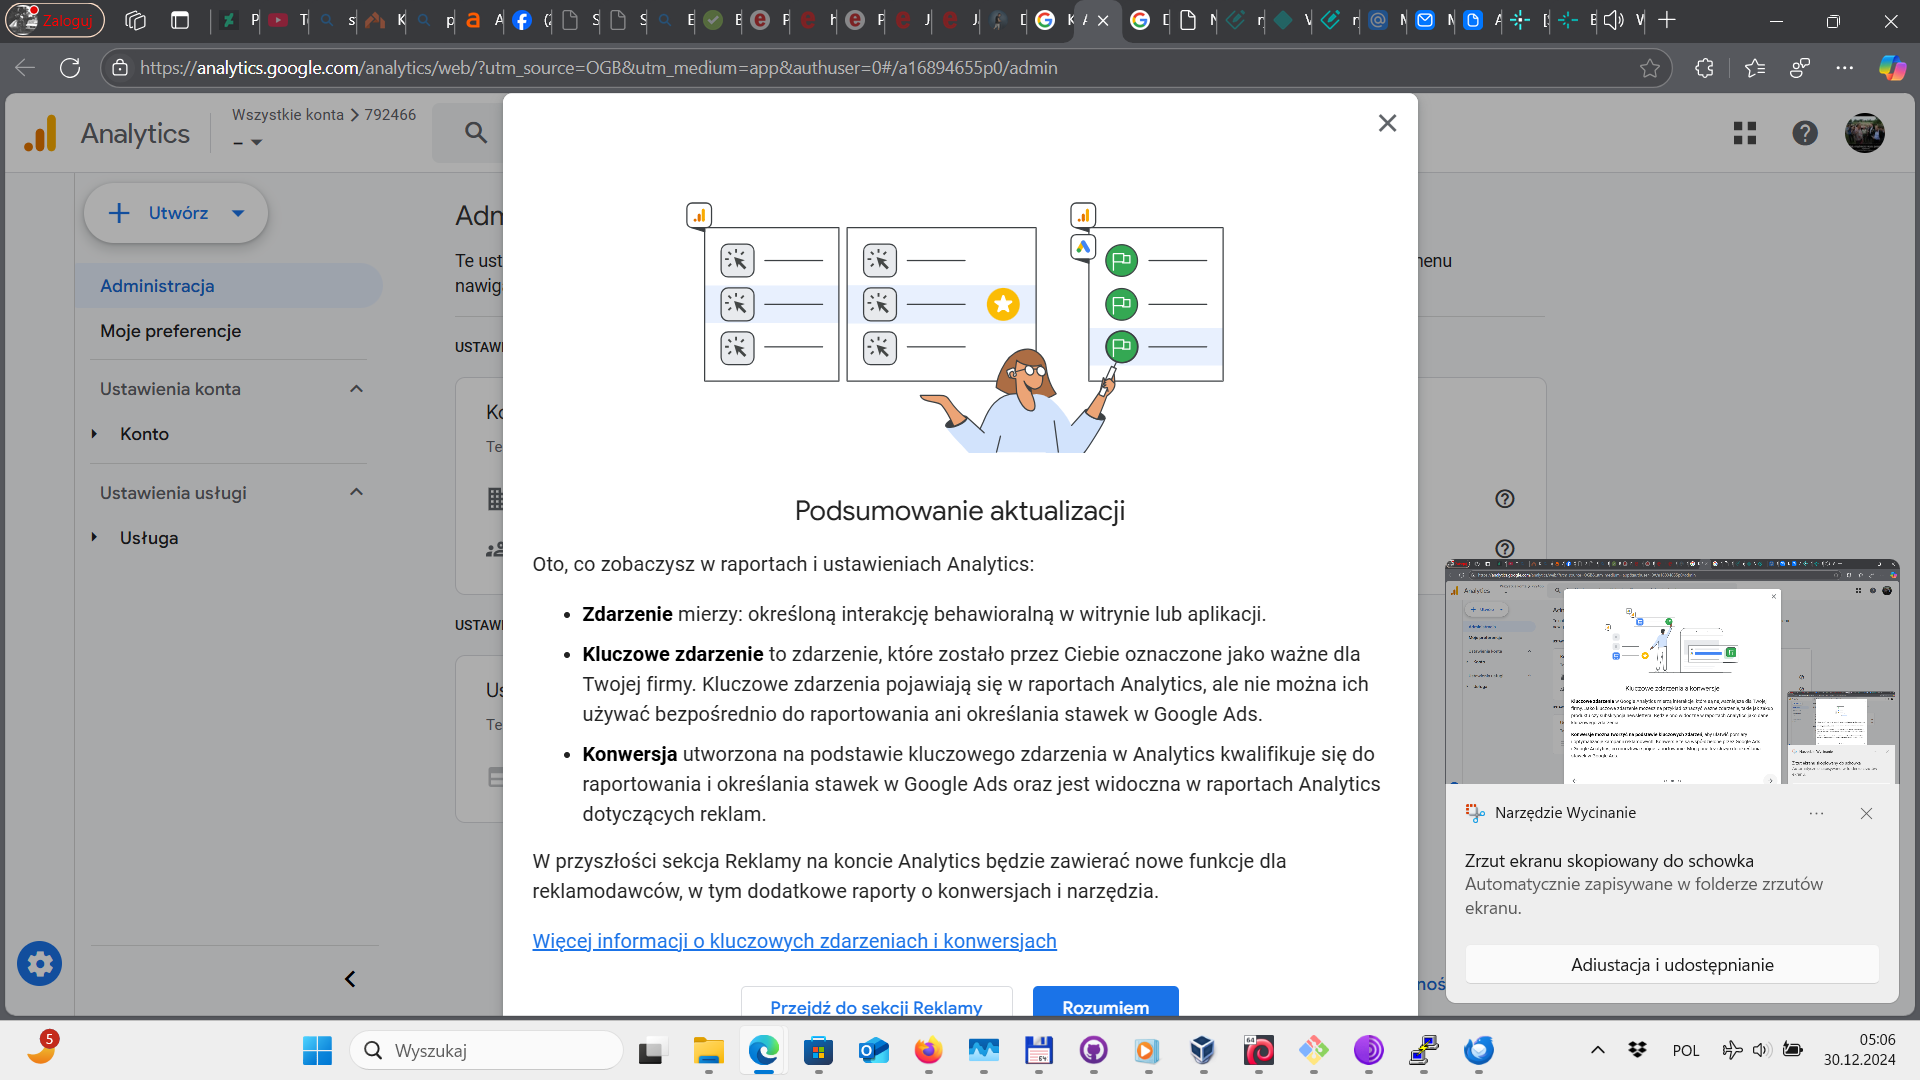 Zaloguj
https://analytics.google.com/analytics/web/?utm_source=OGB&utm_medium=app&authuser=0#/a16894655p0/admin
Analytics
Wszystkie konta > 792466
–
Utwórz
Administracja
Moje preferencje
Ustawienia konta
Konto
Ustawienia usługi
Usługa
Adm
Te ust
nawig
enu
USTAWI
Ko
Te
USTAWI
Us
Te
noś
Podsumowanie aktualizacji
Oto, co zobaczysz w raportach i ustawieniach Analytics:
• Zdarzenie mierzy: określoną interakcję behawioralną w witrynie lub aplikacji.
• Kluczowe zdarzenie to zdarzenie, które zostało przez Ciebie oznaczone jako ważne dla
Twojej firmy. Kluczowe zdarzenia pojawiają się w raportach Analytics, ale nie można ich
używać bezpośrednio do raportowania ani określania stawek w Google Ads.
• Konwersja utworzona na podstawie kluczowego zdarzenia w Analytics kwalifikuje się do
raportowania i określania stawek w Google Ads oraz jest widoczna w raportach Analytics
dotyczących reklam.
W przyszłości sekcja Reklamy na koncie Analytics będzie zawierać nowe funkcje dla
reklamodawców, w tym dodatkowe raporty o konwersjach i narzędzia.
Więcej informacji o kluczowych zdarzeniach i konwersjach
Przejdź do sekcji Reklamy
Rozumiem
Kluczowe zdarzenia a konwersje
Narzędzie Wycinanie
Zrzut ekranu skopiowany do schowka
Automatycznie zapisywane w folderze zrzutów
ekranu.
Adiustacja i udostępnianie
5
Wyszukaj
POL
05:06
30.12.2024